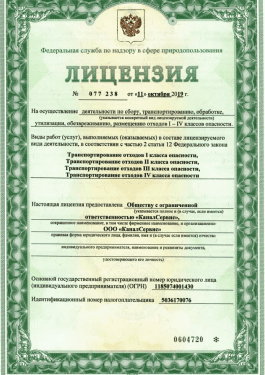 Федеральная служба по надзору в сфере природопользования
ЛИЦЕНЗИЯ
№ 077 238 от «11» октября 2019 г.
На осуществление деятельности по сбору, транспортированию, обработке,
(указывается конкретный вид лицензируемой деятельности)
утилизации, обезвреживанию, размещению отходов I – IV классов опасности.
Виды работ (услуг), выполняемых (оказываемых) в составе лицензируемого
вида деятельности, в соответствии с частью 2 статьи 12 Федерального закона
Транспортирование отходов I класса опасности,
Транспортирование отходов II класса опасности,
Транспортирование отходов III класса опасности,
Транспортирование отходов IV класса опасности
Настоящая лицензия предоставлена Обществу с ограниченной
(указывается полное и (в случае, если имеется)
ответственностью «КаналСервис»,
сокращенное наименование, в том числе фирменное наименование, и организационно-
ООО «КаналСервис»
правовая форма юридического лица, фамилия, имя и (в случае если имеется) отчество
индивидуального предпринимателя, наименование и реквизиты документа,
удостоверяющего его личность)
Основной государственный регистрационный номер юридического лица
(индивидуального предпринимателя) (ОГРН) 1185074001430
Идентификационный номер налогоплательщика 5036170076
0604720 *